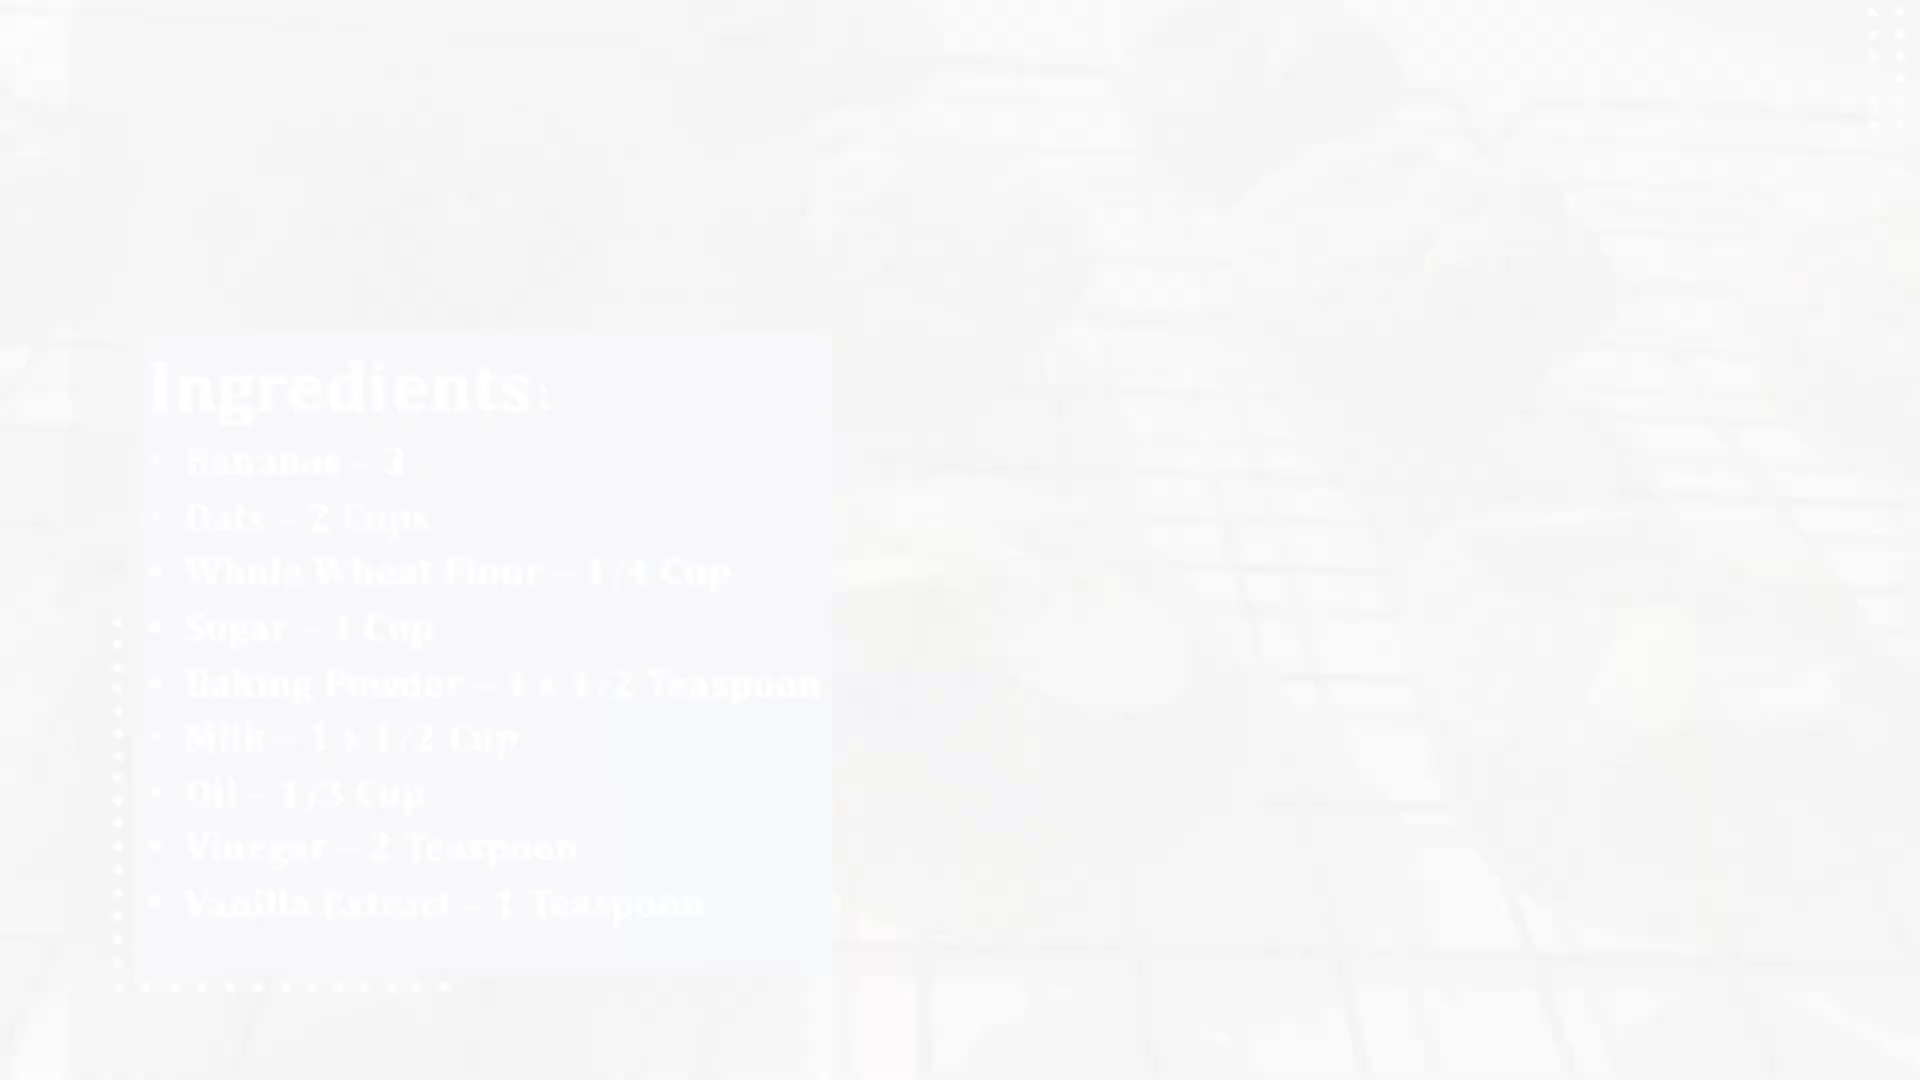 Ingredients:
• Bananas – 3
• Oats – 2 Cups
• Whole Wheat Flour – 1/4 Cup
• Sugar – 1 Cup
• Baking Powder – 1 & 1/2 Teaspoon
• Milk – 1 & 1/2 Cup
• Oil – 1/3 Cup
• Vinegar – 2 Teaspoon
• Vanilla Extract – 1 Teaspoon